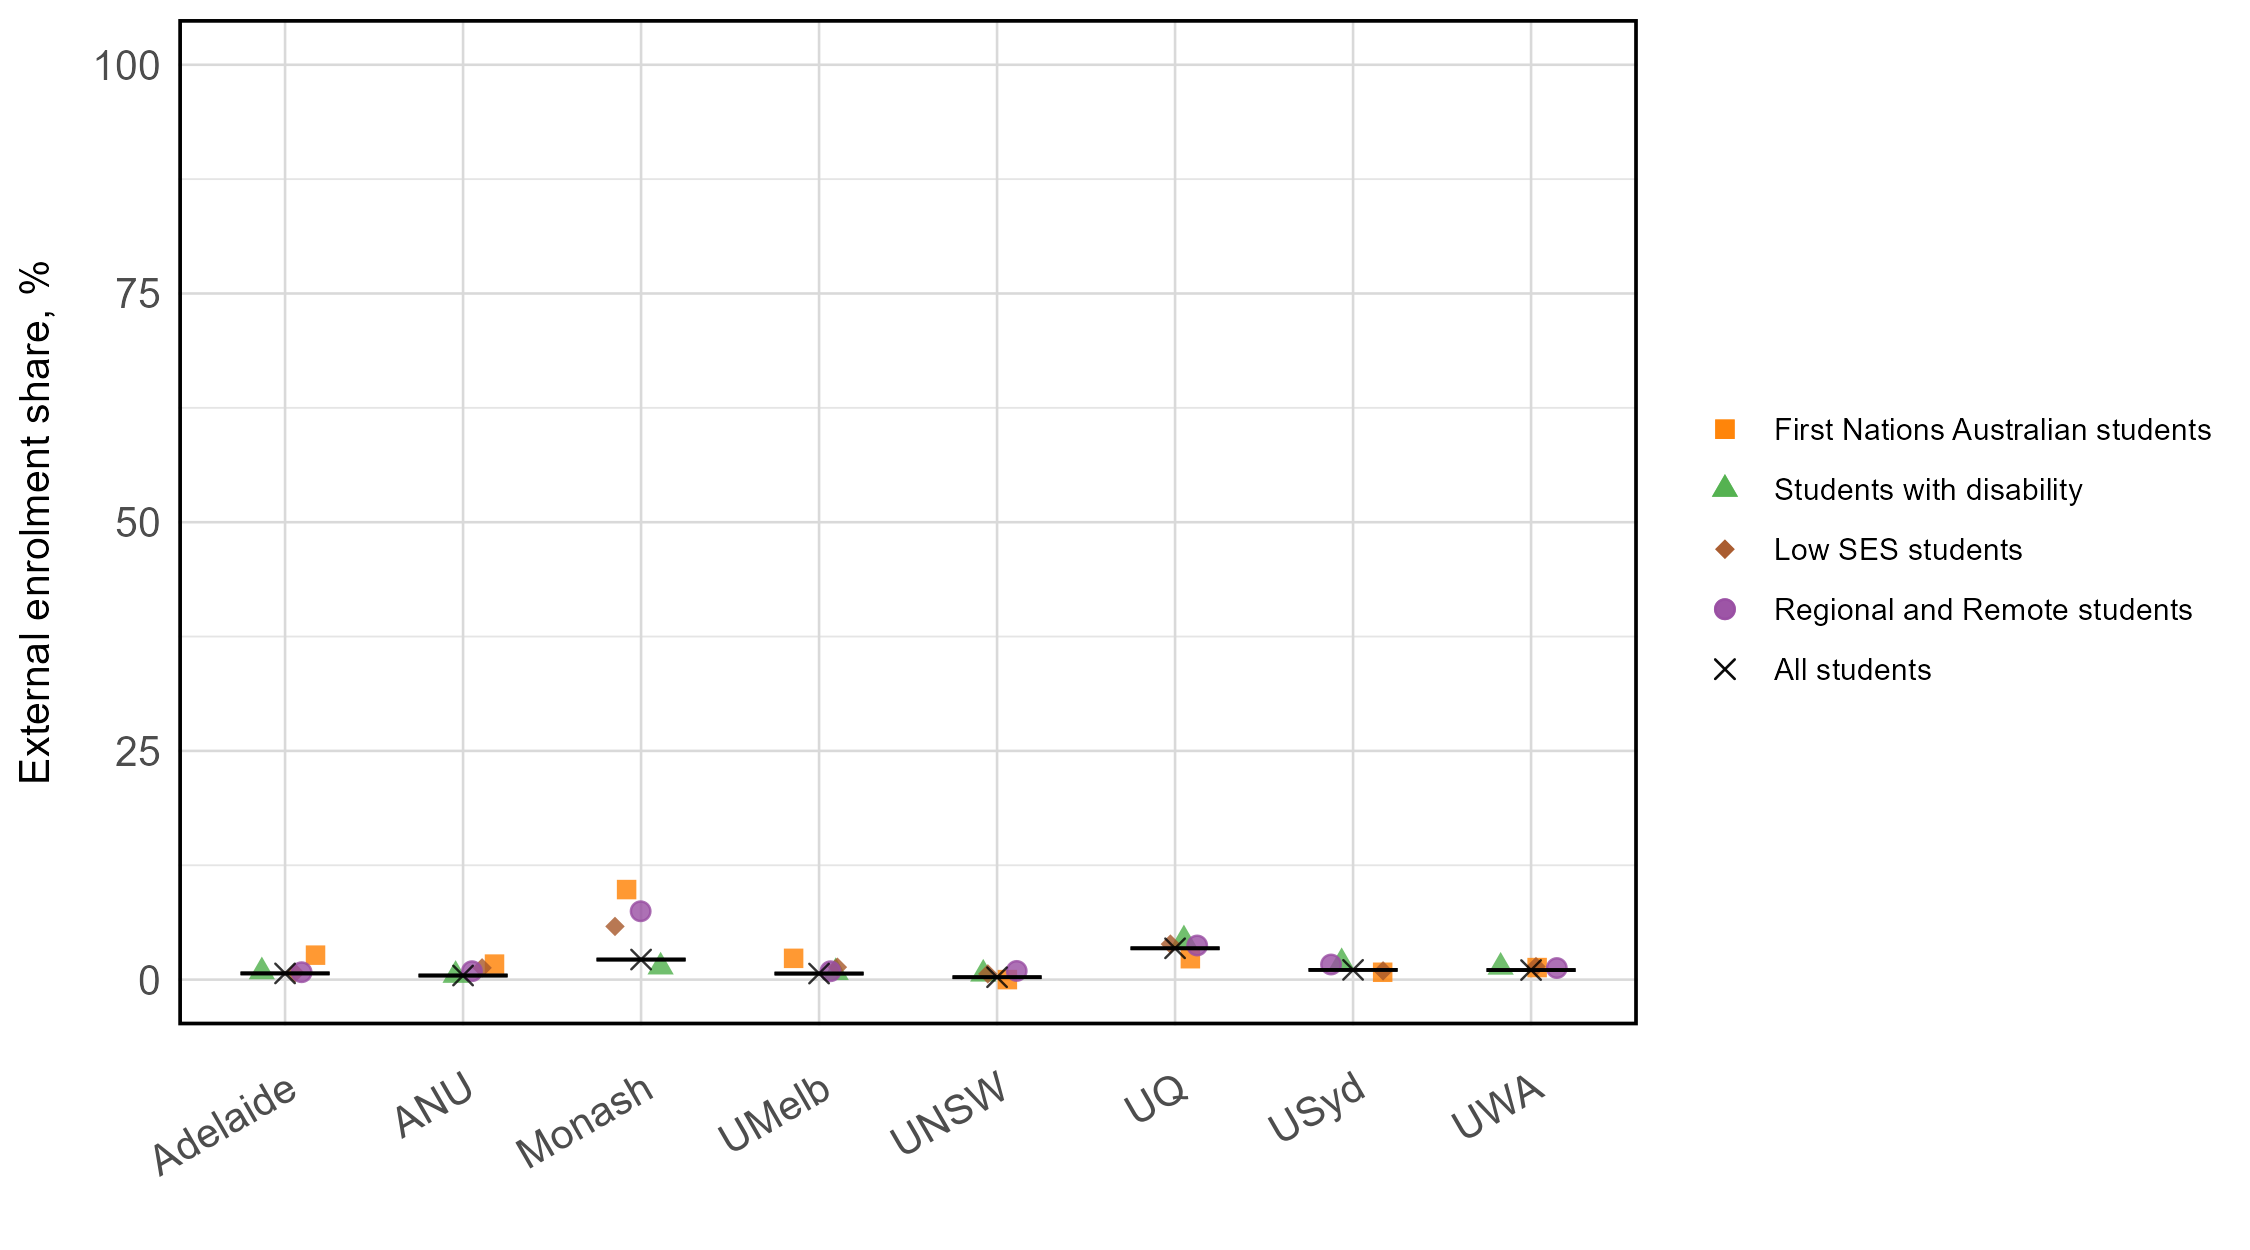 External enrolment share, %
100
75
50
25
0
Adelaide
ANU
Monash
UMelb
UNSW
UQ
USyd
UWA
First Nations Australian students
Students with disability
Low SES students
Regional and Remote students
All students